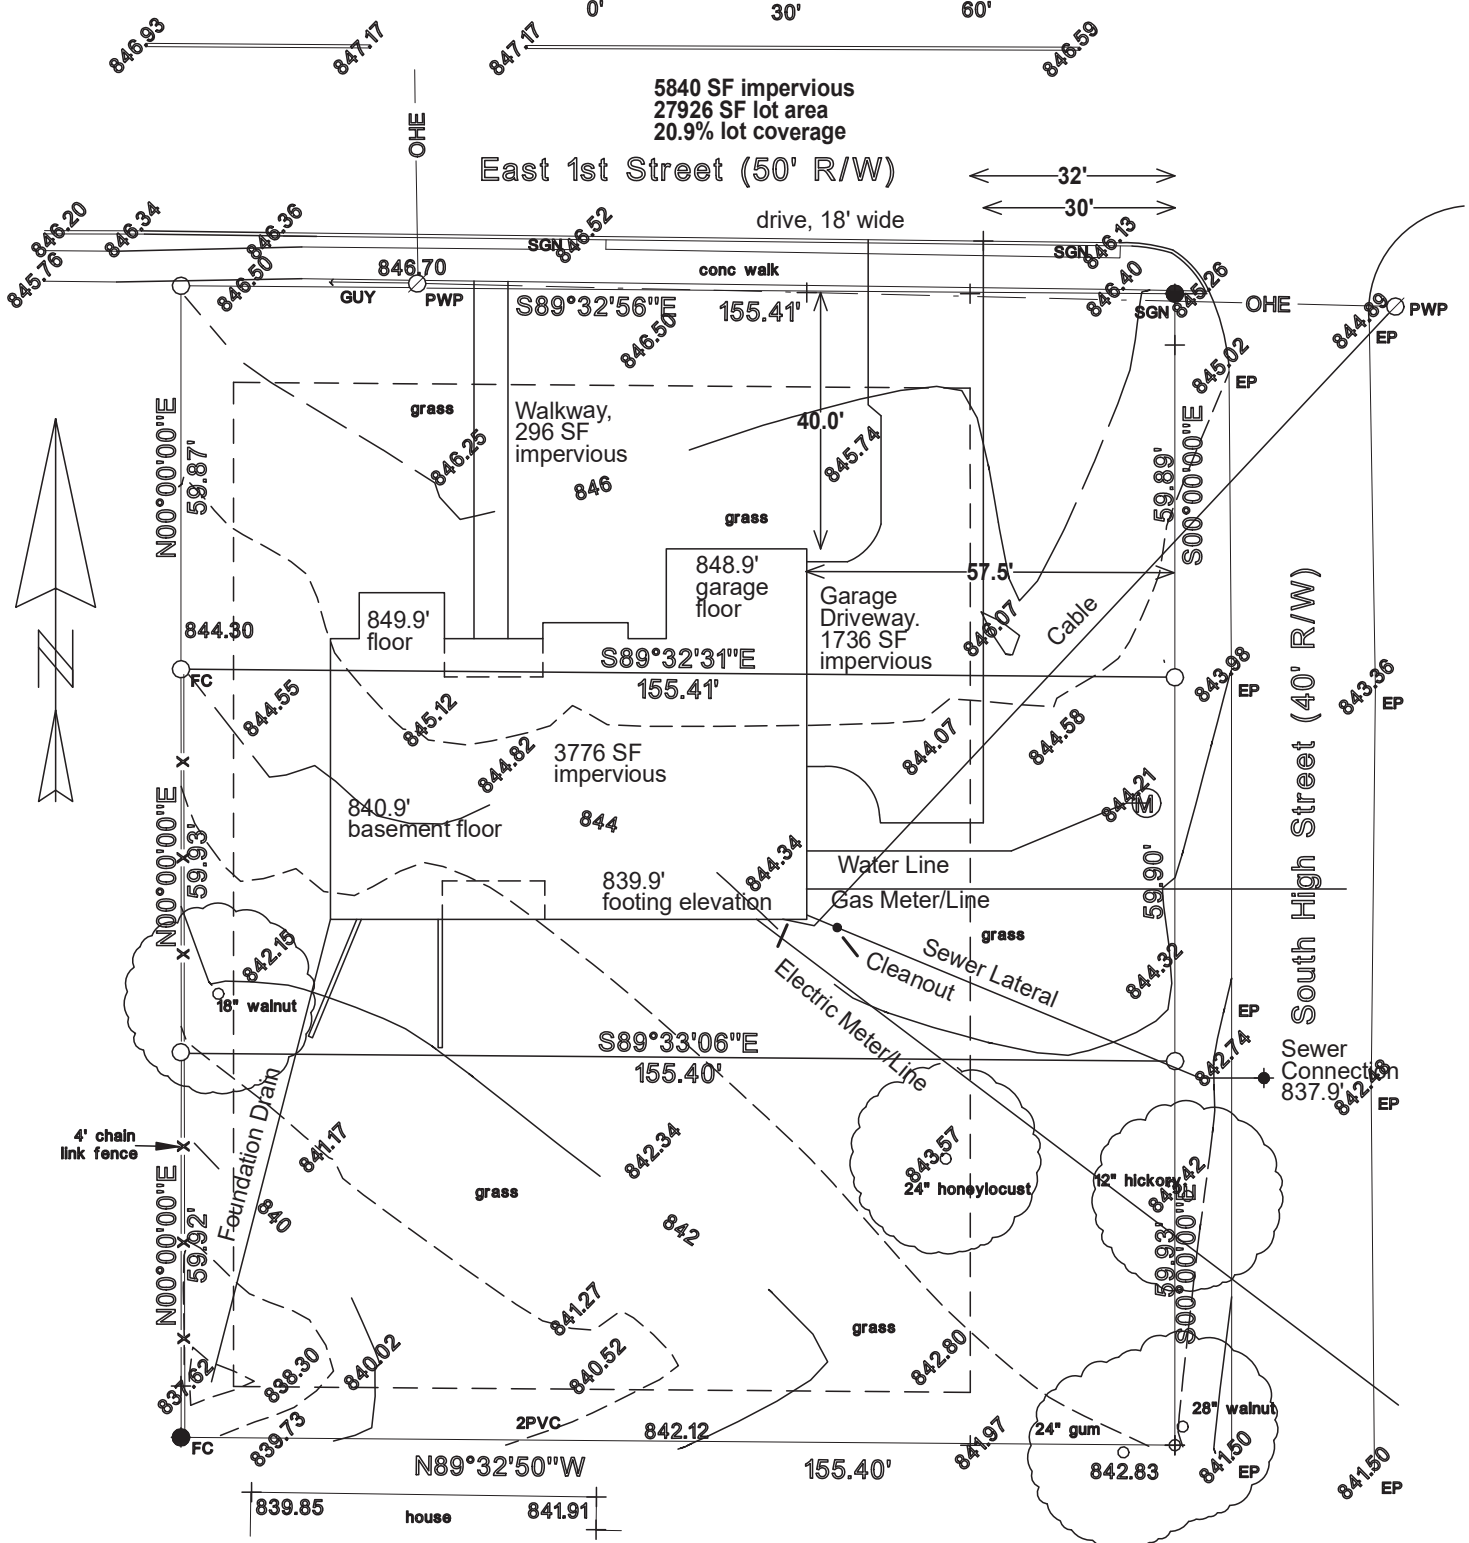 0' 30' 60'
846.93 847.17 847.17 846.59
5840 SF impervious
27926 SF lot area
20.9% lot coverage
OHE
East 1st Street (50' R/W)
32'
30'
drive, 18' wide
846.20 846.34 846.36 SGN 846.52 SGN 846.13
845.76 846.50 846.70 conc walk 846.40 845.26
GUY PWP SGN OHE 844.89 PWP
S89°32'56"E 155.41'
EP
846.50
845.02
EP
N00°00'00"E
59.87'
grass
Walkway,
296 SF
impervious
846.25
846
40.0'
845.74
grass
59.89'
S00°00'00"E
848.9'
garage
floor
57.5'
849.9'
floor
Garage
Driveway.
1736 SF
impervious
846.07
Cable
844.30
FC
S89°32'31"E
155.41'
843.98
EP
843.36
EP
South High Street (40' R/W)
844.55
845.12
844.82
844.07
844.58
3776 SF
impervious
840.9'
basement floor
844
844.21
M
N00°00'00"E
59.93'
844.34
Water Line
839.9'
footing elevation
Gas Meter/Line
59.90'
grass
842.15
18" walnut
Sewer Lateral
Cleanout
Electric Meter/Line
844.32
EP
S89°33'06"E
155.40'
842.74
Sewer
Connection
837.9'
842.48
EP
Foundation Drain
4' chain
link fence
841.17
842.34
843.57
24" honeylocust
12" hickory
grass
840
842
N00°00'00"E
59.92'
59.93'
S00°00'00"E
841.27
grass
837.62
838.30
840.02
840.52
842.80
FC
839.73
2PVC
842.12
841.97
24" gum
28" walnut
842.83
841.50
EP
841.50
EP
N89°32'50"W 155.40'
839.85 841.91
house